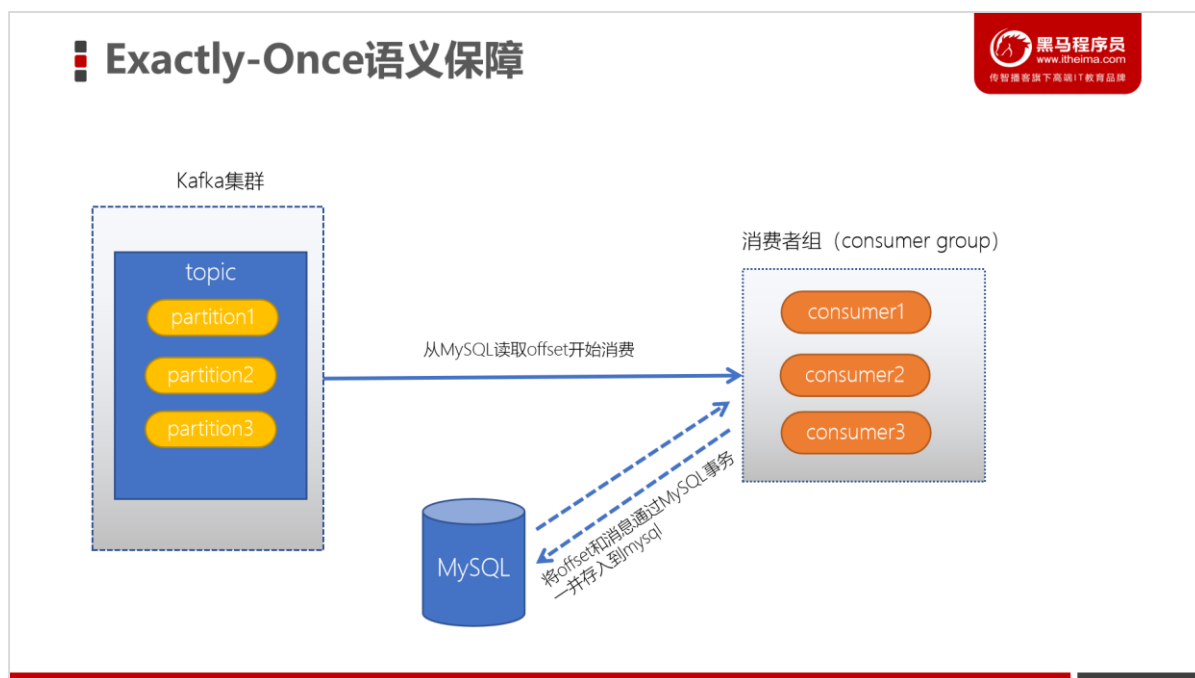 Exactly-Once语义保障
黑马程序员
www.itheima.com
传智播客旗下高端IT教育品牌
Kafka集群
topic
partition1
partition2
partition3
从MySQL读取offset开始消费
消费者组（consumer group）
consumer1
consumer2
consumer3
MySQL
将offset和消息通过MySQL事务
一并存入到mysql